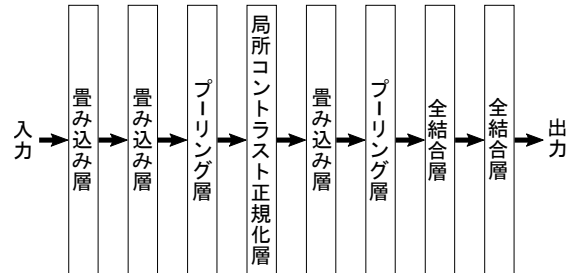 入力
畳み込み層
畳み込み層
プーリング層
局所コントラスト正規化層
畳み込み層
プーリング層
全結合層
全結合層
出力